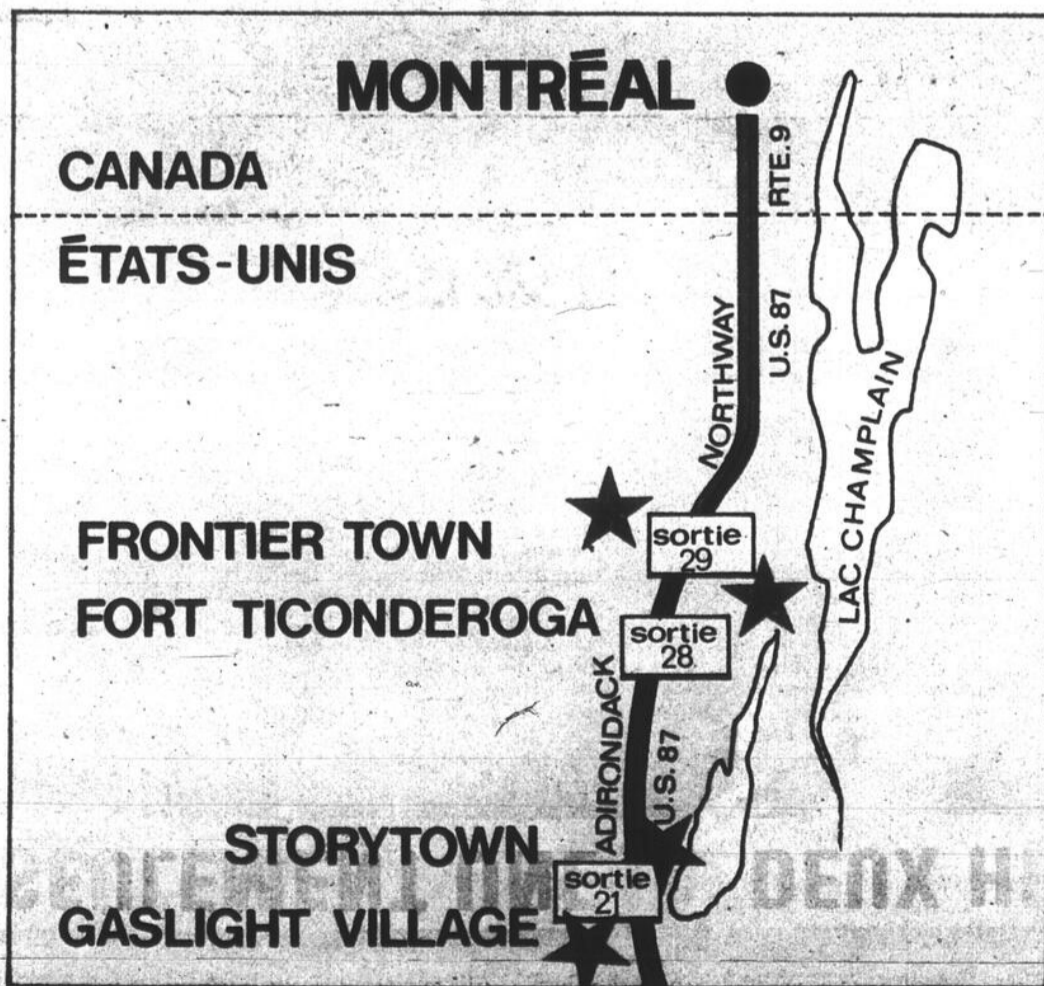 MONTRÉAL
RTE. 9
CANADA
ÉTATS-UNIS
NORTHWAY
U.S. 87
LAC CHAMPLAIN
FRONTIER TOWN
sortie
29
FORT TICONDEROGA
sortie
28
ADIRONDACK
U.S. 87
STORYTOWN
sortie
21
GASLIGHT VILLAGE